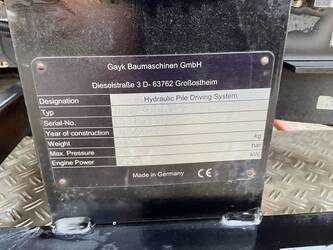 Gayk Baumaschinen GmbH
Dieselstraße 3 D- 63762 Großostheim
Designation Hydraulic Pile Driving System
Typ
Serial-No.
Year of construction
Weight kg
Max. Pressure bar
Engine Power kW
Made in Germany CE